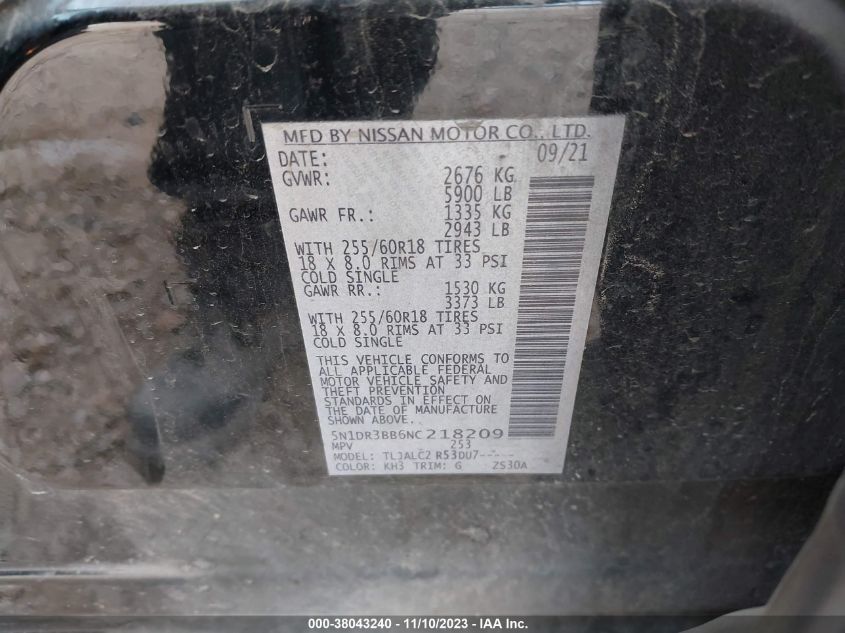 MFD BY NISSAN MOTOR CO., LTD.
DATE: 09/21
GVWR: 2676 KG
5900 LB
GAWR FR.: 1335 KG
2943 LB
WITH 255/60R18 TIRES
18 X 8.0 RIMS AT 33 PSI
COLD SINGLE
GAWR RR.: 1530 KG
3373 LB
WITH 255/60R18 TIRES
18 X 8.0 RIMS AT 33 PSI
COLD SINGLE
THIS VEHICLE CONFORMS TO
ALL APPLICABLE FEDERAL
MOTOR VEHICLE SAFETY AND
THEFT PREVENTION
STANDARDS IN EFFECT ON
THE DATE OF MANUFACTURE
SHOWN ABOVE.
5N1DR3BB6NC218209
MPV 253
MODEL: TLJALC2 R53DU7-----
COLOR: KH3 TRIM: G ZS30A
000-38043240 - 11/10/2023 - IAA Inc.